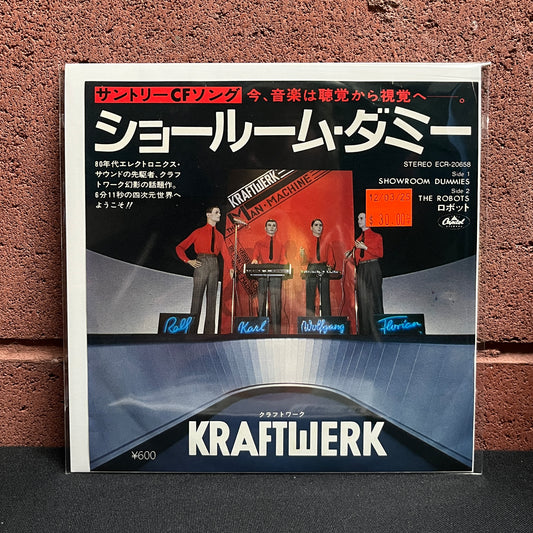 サントリーCFソング 今、音楽は聴覚から視覚へ──。
ショールーム・ダミー
80年代エレクトロニクス・
サウンドの先駆者、クラフ
トワーク幻影の話題作。
6分11秒の四次元世界へ
ようこそ!!
STEREO ECR-20658
Side 1
SHOWROOM DUMMIES
Side 2
THE ROBOTS
ロボット
Capitol
12/03/25
$ 30.00
KRAFTWERK
MAN·MACHINE
Ralf
Karl
Wolfgang
Florian
クラフトワーク
KRAFTWERK
¥600